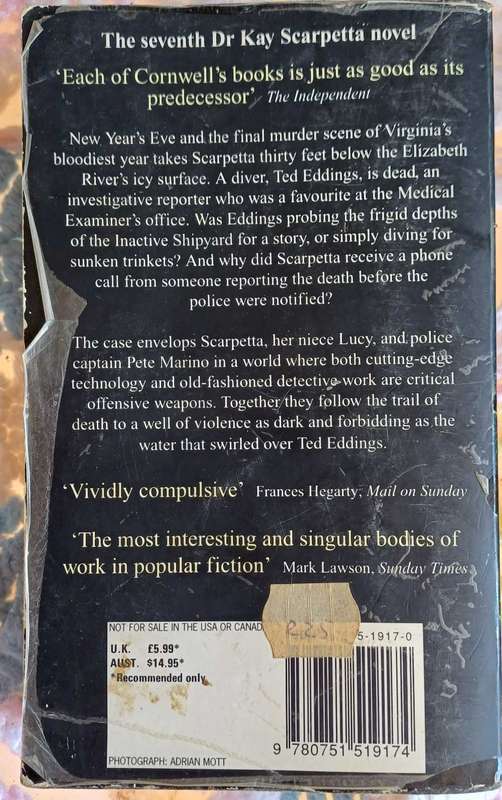 The seventh Dr Kay Scarpetta novel
‘Each of Cornwell’s books is just as good as its
predecessor’ The Independent
New Year’s Eve and the final murder scene of Virginia’s
bloodiest year takes Scarpetta thirty feet below the Elizabeth
River’s icy surface. A diver, Ted Eddings, is dead, an
investigative reporter who was a favourite at the Medical
Examiner’s office. Was Eddings probing the frigid depths
of the Inactive Shipyard for a story, or simply diving for
sunken trinkets? And why did Scarpetta receive a phone
call from someone reporting the death before the
police were notified?
The case envelops Scarpetta, her niece Lucy, and police
captain Pete Marino in a world where both cutting-edge
technology and old-fashioned detective work are critical
offensive weapons. Together they follow the trail of
death to a well of violence as dark and forbidding as the
water that swirled over Ted Eddings.
‘Vividly compulsive’ Frances Hegarty, Mail on Sunday
‘The most interesting and singular bodies of
work in popular fiction’ Mark Lawson, Sunday Times
NOT FOR SALE IN THE USA OR CANAD
5-1917-0
U.K. £5.99*
AUST. $14.95*
*Recommended only
9 780751 519174
PHOTOGRAPH: ADRIAN MOTT